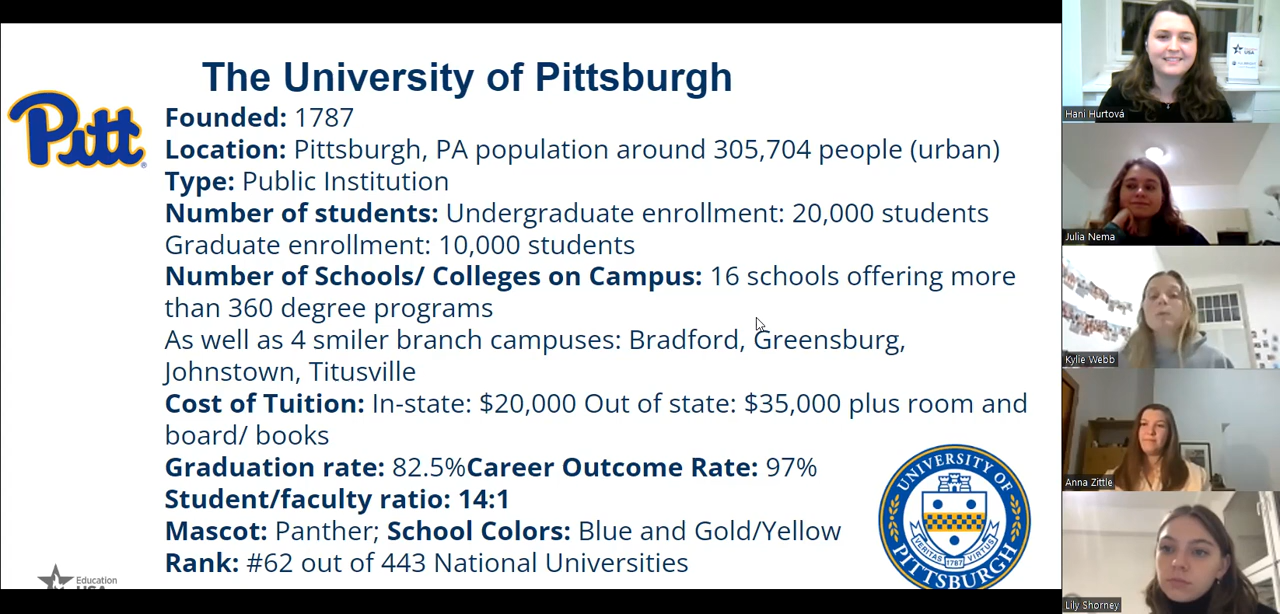 The University of Pittsburgh
Pitt
Founded: 1787
Location: Pittsburgh, PA population around 305,704 people (urban)
Type: Public Institution
Number of students: Undergraduate enrollment: 20,000 students
Graduate enrollment: 10,000 students
Number of Schools/ Colleges on Campus: 16 schools offering more
than 360 degree programs
As well as 4 smiler branch campuses: Bradford, Greensburg,
Johnstown, Titusville
Cost of Tuition: In-state: $20,000 Out of state: $35,000 plus room and
board/ books
Graduation rate: 82.5%Career Outcome Rate: 97%
Student/faculty ratio: 14:1
Mascot: Panther; School Colors: Blue and Gold/Yellow
Rank: #62 out of 443 National Universities
UNIVERSITY OF
PITTSBURGH
VERITAS VIRTUS
1787
Education
USA
Hani Hurtová
USA
Julia Nema
Kylie Webb
Anna Zittle
Lily Shorney